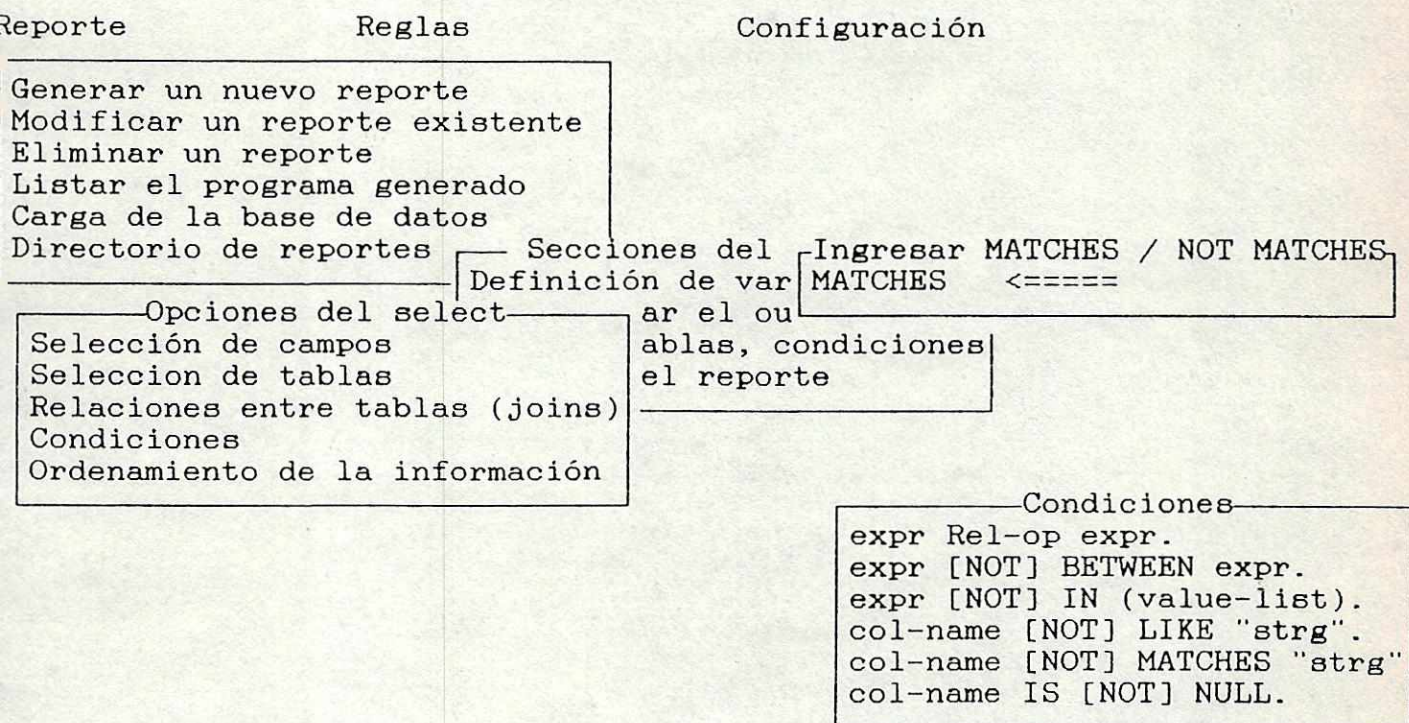 Reporte Reglas Configuración
Generar un nuevo reporte
Modificar un reporte existente
Eliminar un reporte
Listar el programa generado
Carga de la base de datos
Directorio de reportes
Secciones del
Definición de var
ar el ou
ablas, condiciones
el reporte
Ingresar MATCHES / NOT MATCHES
MATCHES <=====
Opciones del select
Selección de campos
Seleccion de tablas
Relaciones entre tablas (joins)
Condiciones
Ordenamiento de la información
Condiciones
expr Rel-op expr.
expr [NOT] BETWEEN expr.
expr [NOT] IN (value-list).
col-name [NOT] LIKE "strg".
col-name [NOT] MATCHES "strg"
col-name IS [NOT] NULL.